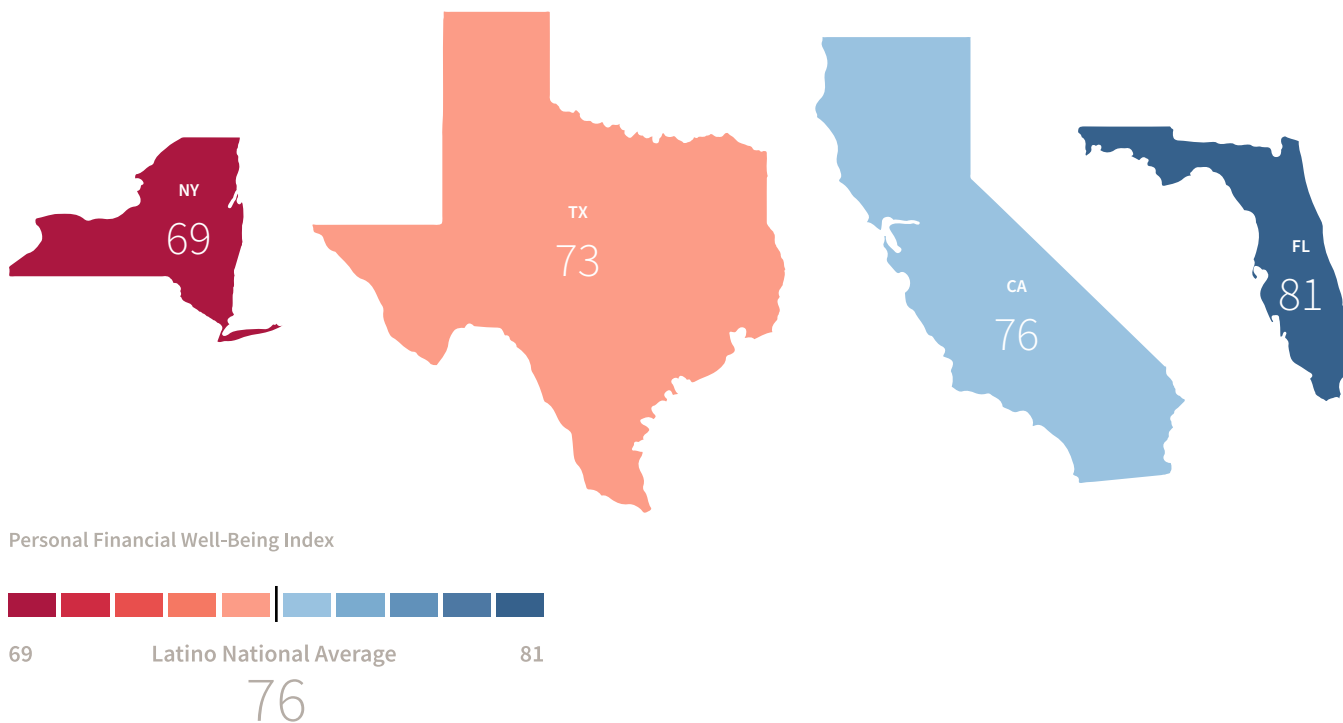 NY
69
TX
73
CA
76
FL
81
Personal Financial Well-Being Index
69 Latino National Average 81
76